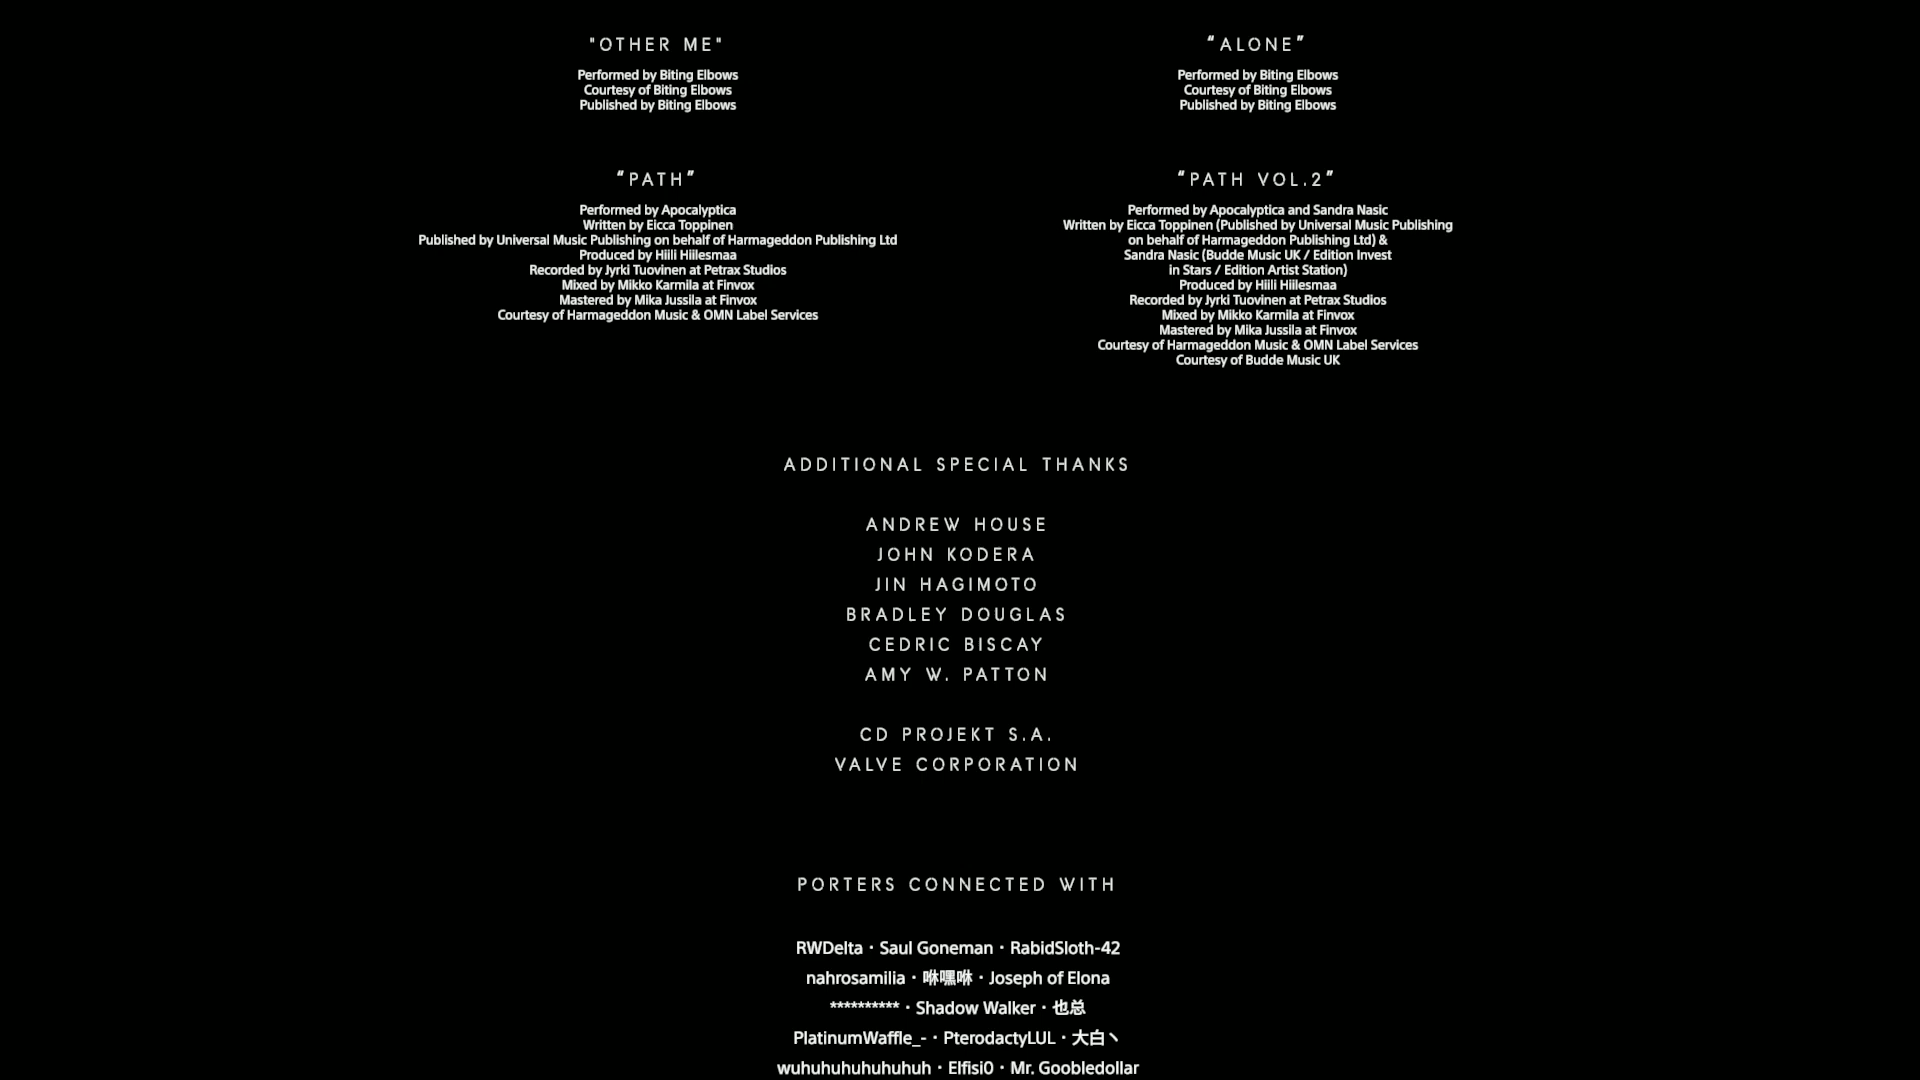 "OTHER ME"
Performed by Biting Elbows
Courtesy of Biting Elbows
Published by Biting Elbows
“ALONE”
Performed by Biting Elbows
Courtesy of Biting Elbows
Published by Biting Elbows
“PATH”
Performed by Apocalyptica
Written by Eicca Toppinen
Published by Universal Music Publishing on behalf of Harmageddon Publishing Ltd
Produced by Hiili Hiilesmaa
Recorded by Jyrki Tuovinen at Petrax Studios
Mixed by Mikko Karmila at Finvox
Mastered by Mika Jussila at Finvox
Courtesy of Harmageddon Music & OMN Label Services
“PATH VOL.2”
Performed by Apocalyptica and Sandra Nasic
Written by Eicca Toppinen (Published by Universal Music Publishing
on behalf of Harmageddon Publishing Ltd) &
Sandra Nasic (Budde Music UK / Edition Invest
in Stars / Edition Artist Station)
Produced by Hiili Hiilesmaa
Recorded by Jyrki Tuovinen at Petrax Studios
Mixed by Mikko Karmila at Finvox
Mastered by Mika Jussila at Finvox
Courtesy of Harmageddon Music & OMN Label Services
Courtesy of Budde Music UK
ADDITIONAL SPECIAL THANKS
ANDREW HOUSE
JOHN KODERA
JIN HAGIMOTO
BRADLEY DOUGLAS
CEDRIC BISCAY
AMY W. PATTON
CD PROJEKT S.A.
VALVE CORPORATION
PORTERS CONNECTED WITH
RWDelta・Saul Goneman・RabidSloth-42
nahrosamilia・咻嘿咻・Joseph of Elona
**********・Shadow Walker・也总
PlatinumWaffle_-・PterodactyLUL・大白丶
wuhuhuhuhuhuhuh・Elfisi0・Mr. Goobledollar